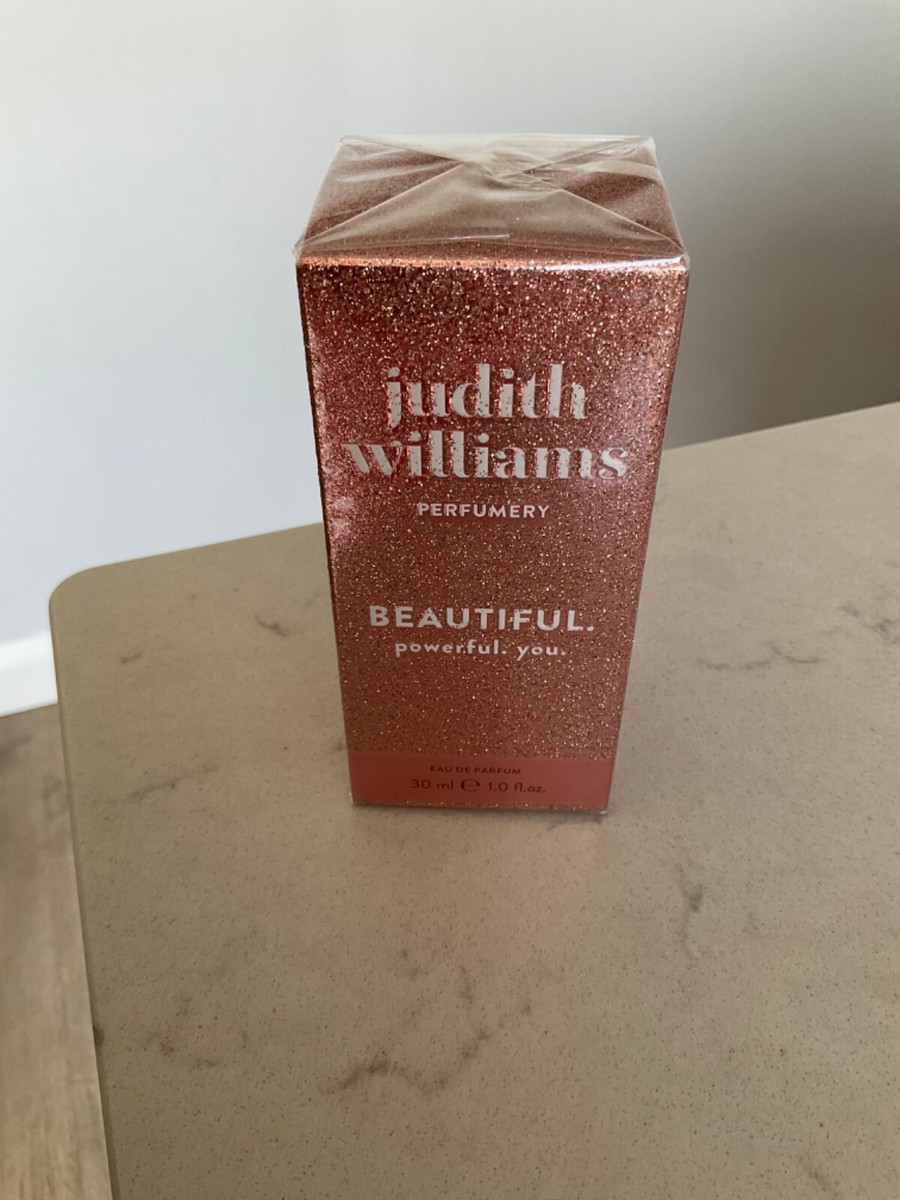 judith
williams
PERFUMERY
BEAUTIFUL.
powerful. you.
EAU DE PARFUM
30 ml ℮ 1.0 fl.oz.